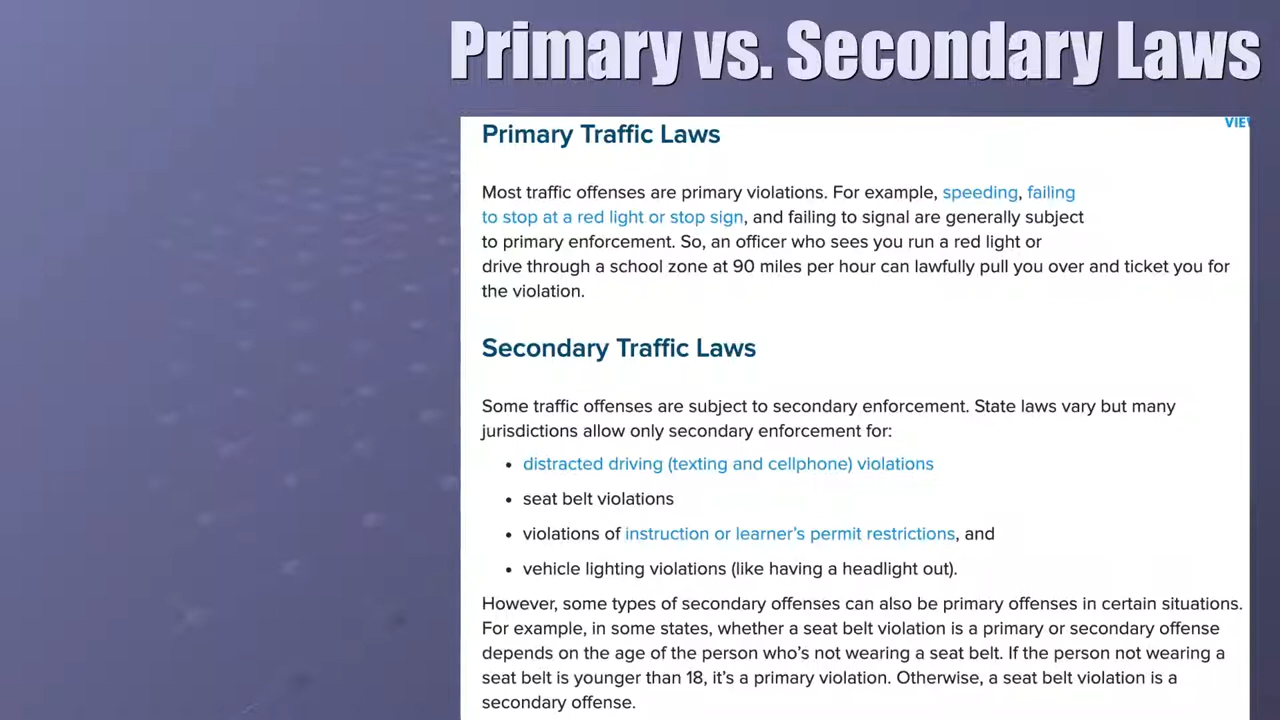 Primary vs. Secondary Laws
Primary Traffic Laws
Most traffic offenses are primary violations. For example, speeding, failing
to stop at a red light or stop sign, and failing to signal are generally subject
to primary enforcement. So, an officer who sees you run a red light or
drive through a school zone at 90 miles per hour can lawfully pull you over and ticket you for
the violation.
Secondary Traffic Laws
Some traffic offenses are subject to secondary enforcement. State laws vary but many
jurisdictions allow only secondary enforcement for:
• distracted driving (texting and cellphone) violations
• seat belt violations
• violations of instruction or learner’s permit restrictions, and
• vehicle lighting violations (like having a headlight out).
However, some types of secondary offenses can also be primary offenses in certain situations.
For example, in some states, whether a seat belt violation is a primary or secondary offense
depends on the age of the person who’s not wearing a seat belt. If the person not wearing a
seat belt is younger than 18, it’s a primary violation. Otherwise, a seat belt violation is a
secondary offense.